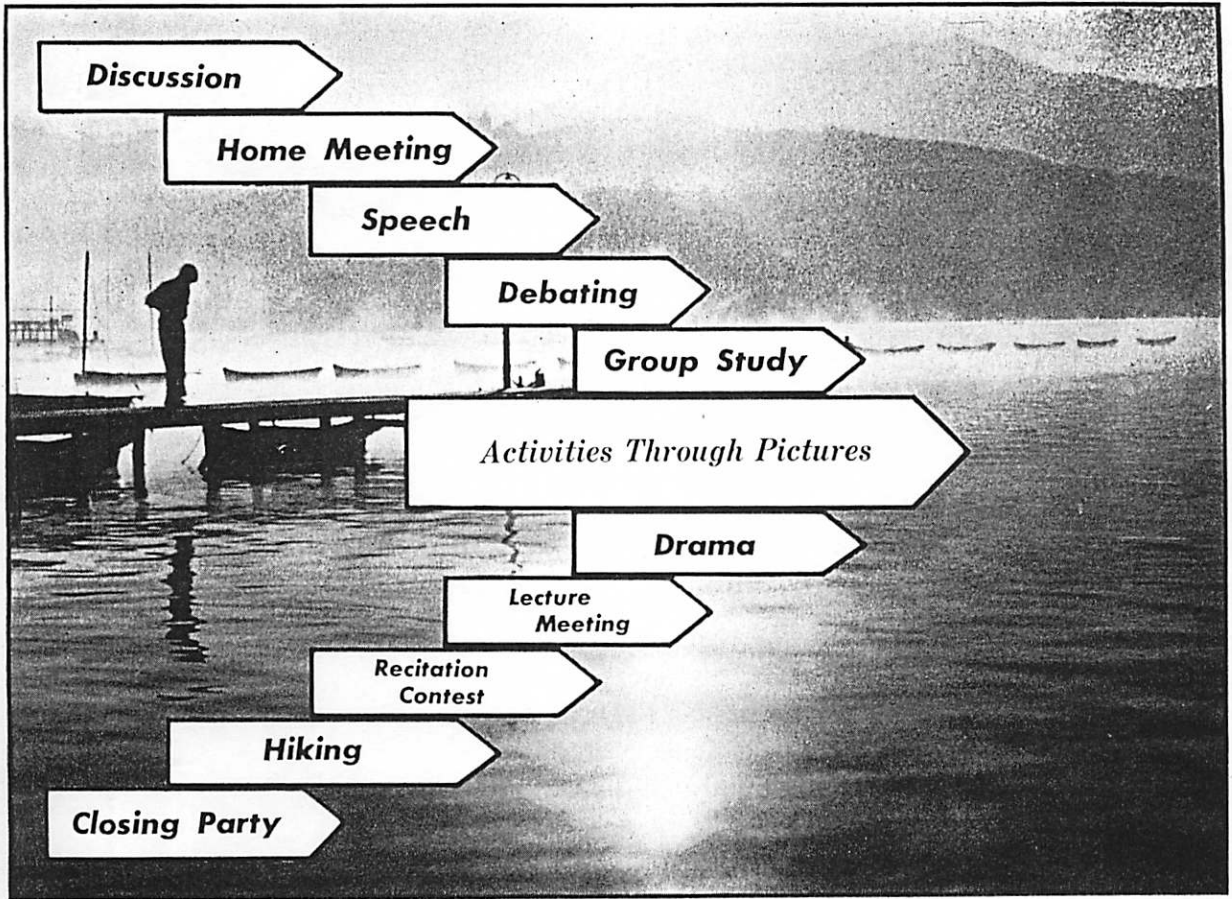 Discussion
Home Meeting
Speech
Debating
Group Study
Activities Through Pictures
Drama
Lecture
Meeting
Recitation
Contest
Hiking
Closing Party